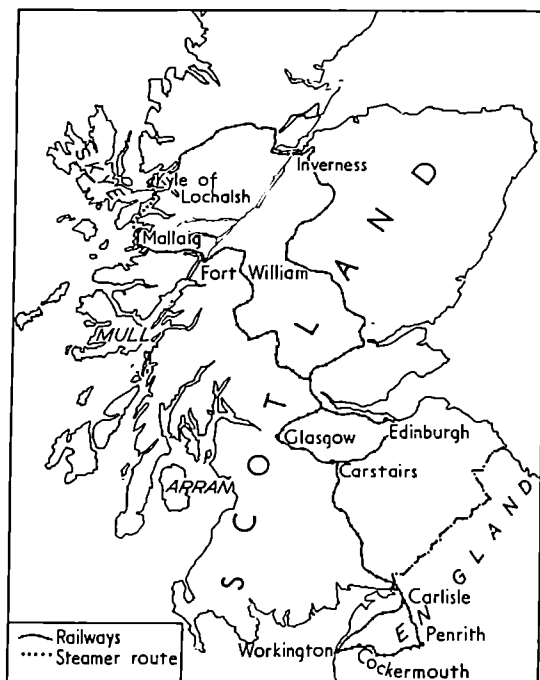 Inverness
Kyle of
Lochalsh
SKYE
Mallaig
Fort William
MULL
Glasgow
Edinburgh
Carstairs
ARRAN
SCOTLAND
ENGLAND
Carlisle
Workington
Penrith
Cockermouth
Railways
Steamer route